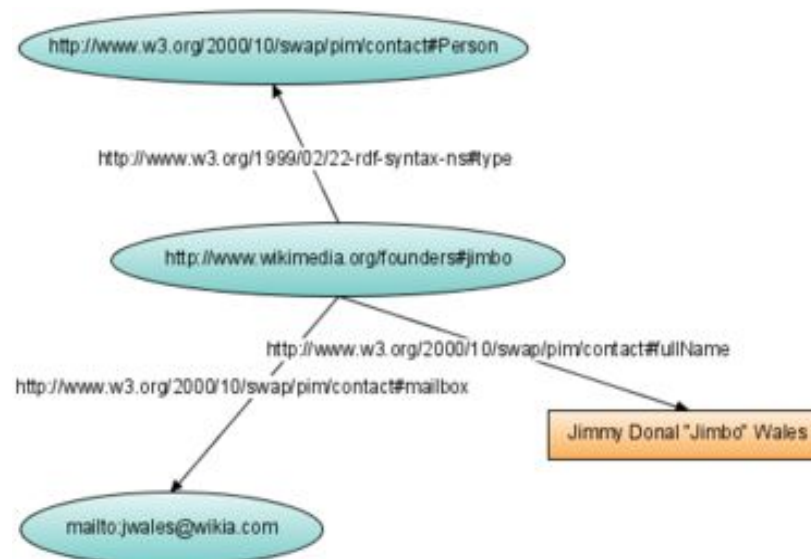 http://www.w3.org/2000/10/swap/pim/contact#Person
http://www.w3.org/1999/02/22-rdf-syntax-ns#type
http://www.wikimedia.org/founders#jimbo
http://www.w3.org/2000/10/swap/pim/contact#fullName
http://www.w3.org/2000/10/swap/pim/contact#mailbox
Jimmy Donal "Jimbo" Wales
mailto:jwales@wikia.com